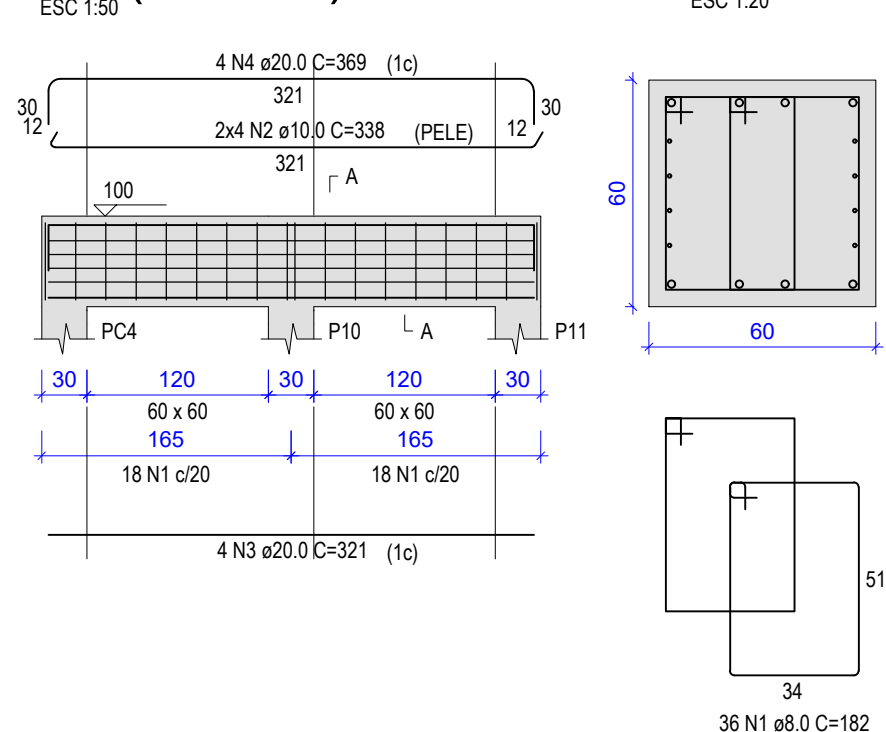 ESC 1:50
ESC 1:20
4 N4 ø20.0 C=369 (1c)
321
30
30
12
2x4 N2 ø10.0 C=338 (PELE)
12
321
A
100
60
PC4
P10
A
P11
60
30
120
30
120
30
60 x 60
60 x 60
165
165
18 N1 c/20
18 N1 c/20
4 N3 ø20.0 C=321 (1c)
51
34
36 N1 ø8.0 C=182